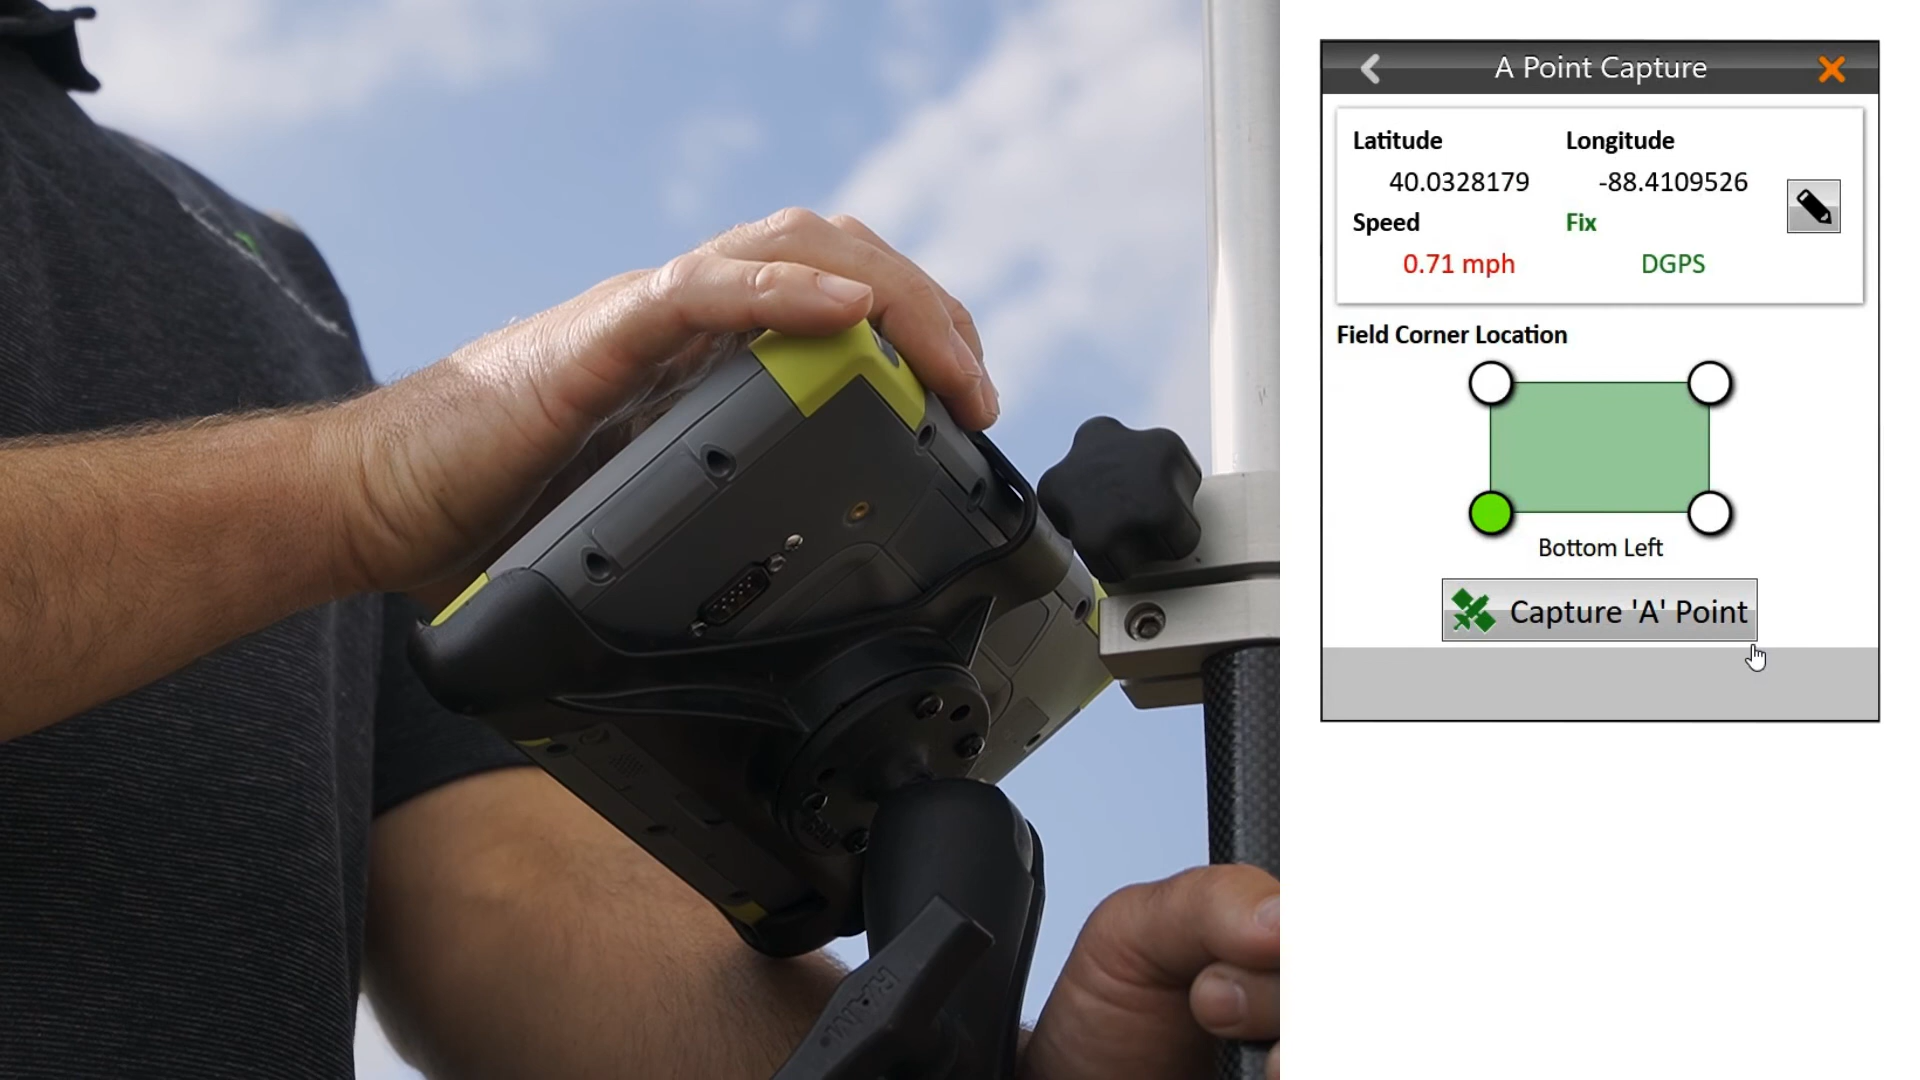 A Point Capture
Latitude Longitude
40.0328179 -88.4109526
Speed Fix
0.71 mph DGPS
Field Corner Location
Bottom Left
Capture 'A' Point
RAM®